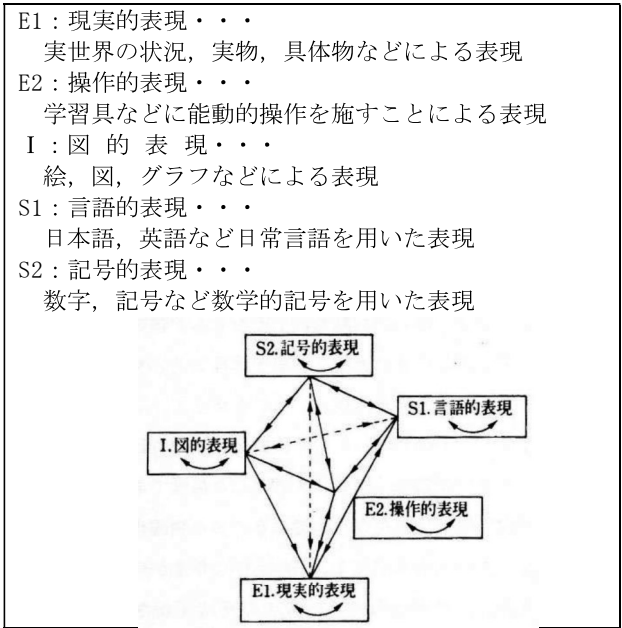 E1：現実的表現・・・
実世界の状況，実物，具体物などによる表現
E2：操作的表現・・・
学習具などに能動的操作を施すことによる表現
Ｉ：図 的 表 現・・・
絵，図，グラフなどによる表現
S1：言語的表現・・・
日本語，英語など日常言語を用いた表現
S2：記号的表現・・・
数字，記号など数学的記号を用いた表現
S2.記号的表現
S1.言語的表現
I.図的表現
E2.操作的表現
E1.現実的表現